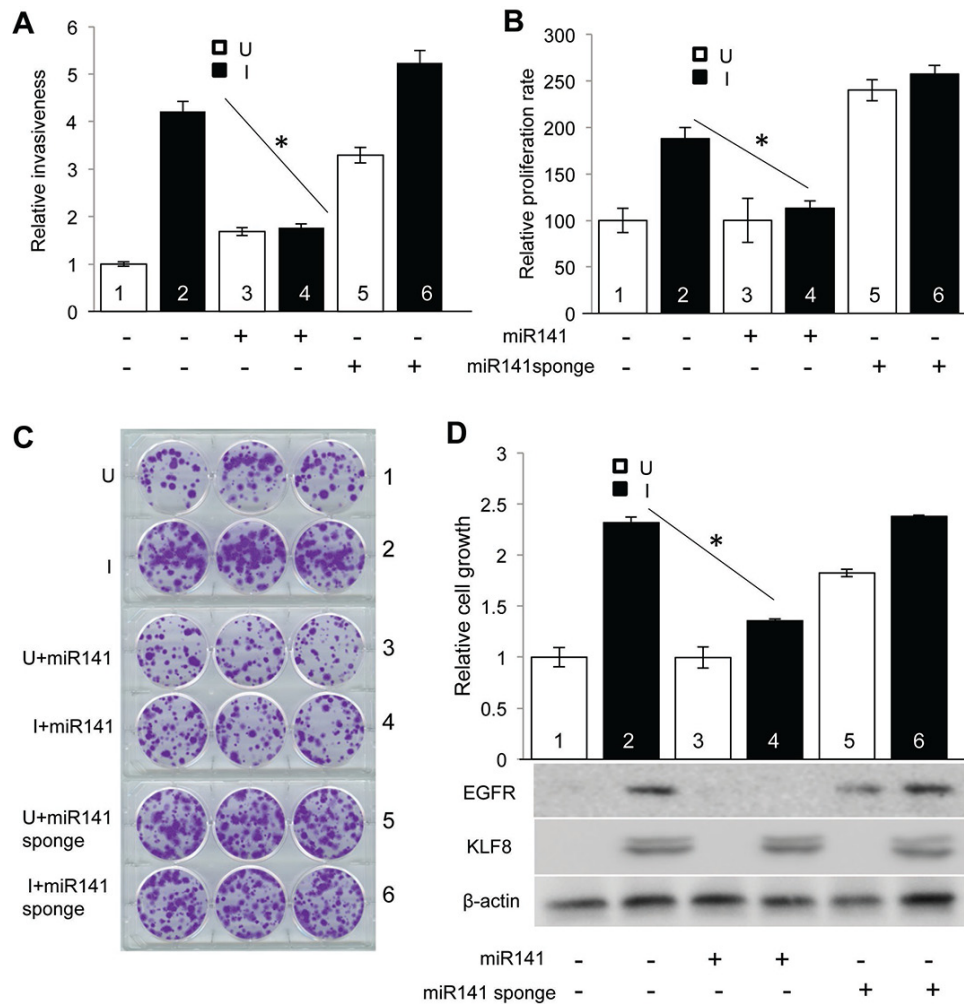 A
Relative invasiveness
6
5
4
3
2
1
0
U
I
*
1 2 3 4 5 6
- - + + - -
- - - - + +
B
Relative proliferation rate
300
250
200
150
100
50
0
U
I
*
1 2 3 4 5 6
miR141 - - + + - -
miR141sponge - - - - + +
C
U 1
I 2
U+miR141 3
I+miR141 4
U+miR141
sponge 5
I+miR141
sponge 6
D
Relative cell growth
3
2.5
2
1.5
1
0.5
0
U
I
*
1 2 3 4 5 6
EGFR
KLF8
β-actin
miR141 - - + + - -
miR141 sponge - - - - + +